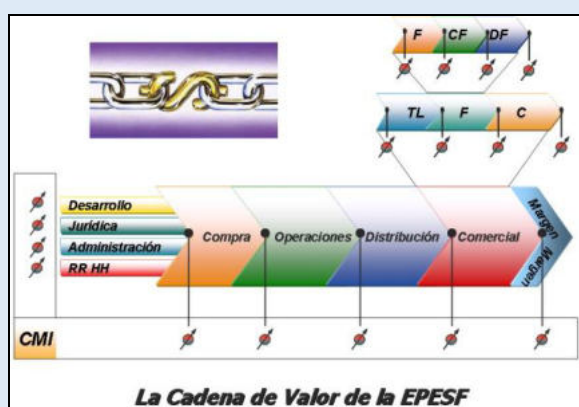 F CF DF
TL F C
Desarrollo
Jurídica
Administración
RR HH
Compra
Operaciones
Distribución
Comercial
Margen
Margen
CMI
La Cadena de Valor de la EPESF